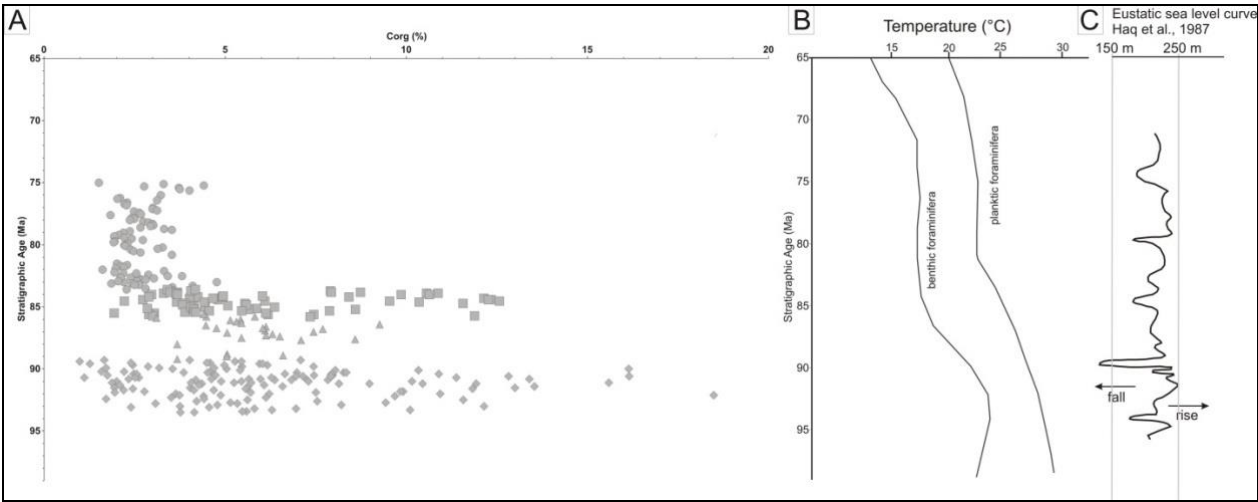 A
Corg (%)
0 5 10 15 20
65
70
75
80
85
90
95
Stratigraphic Age (Ma)
B
Temperature (°C)
15 20 25 30
65
70
75
80
85
90
95
Stratigraphic Age (Ma)
benthic foraminifera
planktic foraminifera
C
Eustatic sea level curve
Haq et al., 1987
150 m 250 m
fall
rise